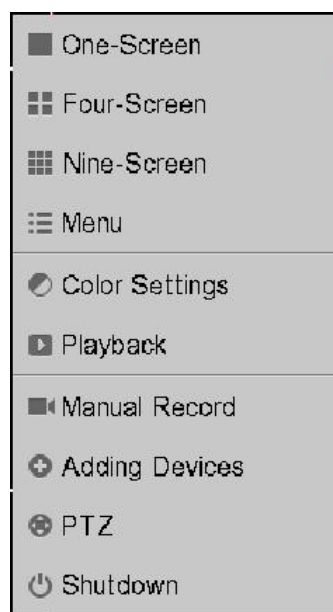 One-Screen
Four-Screen
Nine-Screen
Menu
Color Settings
Playback
Manual Record
Adding Devices
PTZ
Shutdown